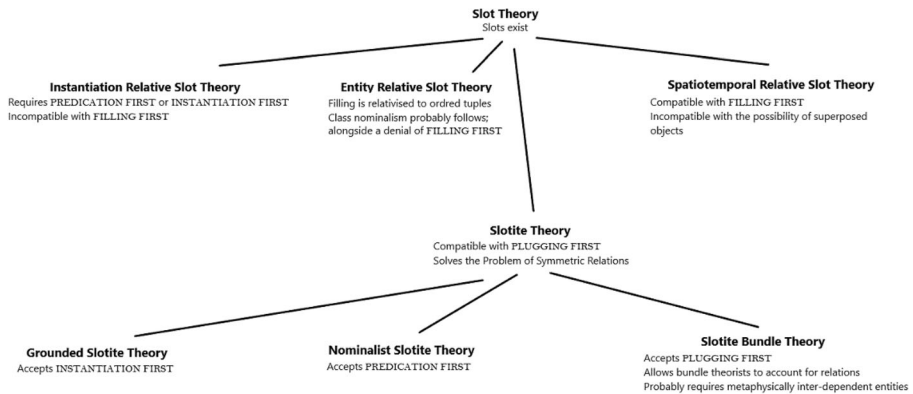 Slot Theory
Slots exist
Instantiation Relative Slot Theory
Requires PREDICATION FIRST or INSTANTIATION FIRST
Incompatible with FILLING FIRST
Entity Relative Slot Theory
Filling is relativised to ordred tuples
Class nominalism probably follows;
alongside a denial of FILLING FIRST
Spatiotemporal Relative Slot Theory
Compatible with FILLING FIRST
Incompatible with the possibility of superposed
objects
Slotite Theory
Compatible with PLUGGING FIRST
Solves the Problem of Symmetric Relations
Grounded Slotite Theory
Accepts INSTANTIATION FIRST
Nominalist Slotite Theory
Accepts PREDICATION FIRST
Slotite Bundle Theory
Accepts PLUGGING FIRST
Allows bundle theorists to account for relations
Probably requires metaphysically inter-dependent entities